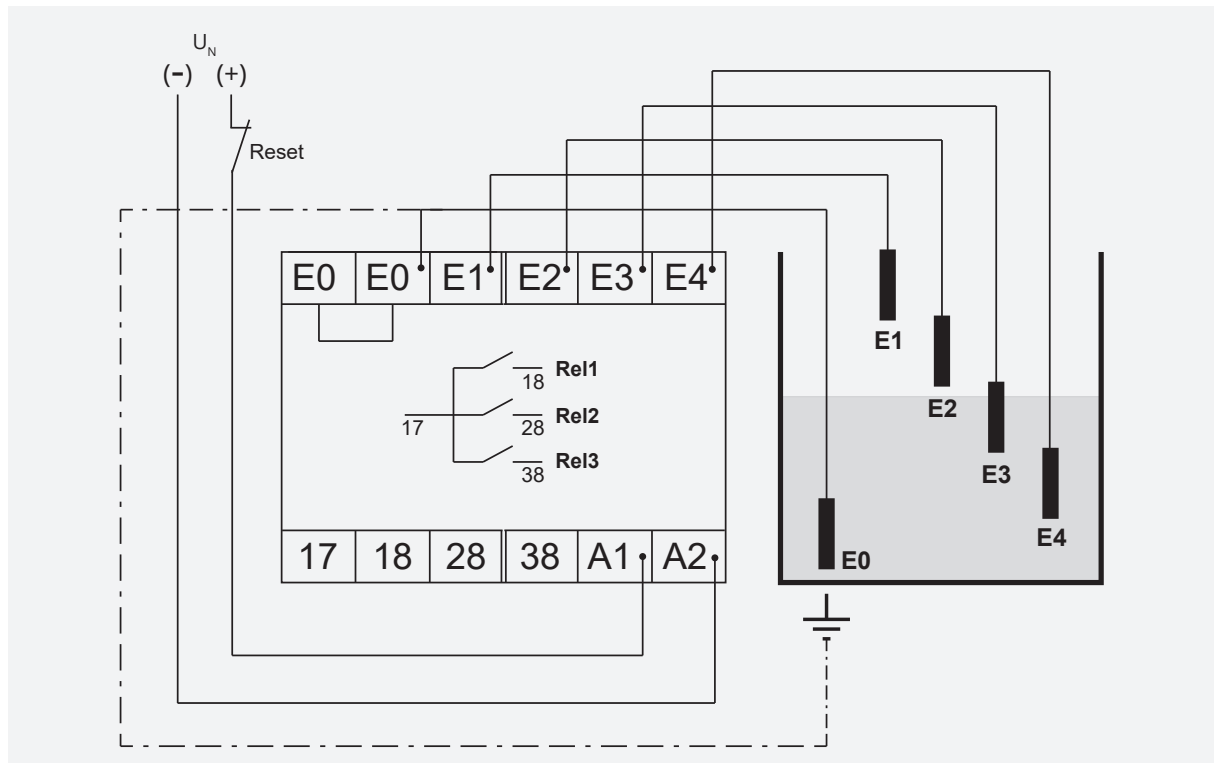 U_N
(-) (+)
Reset
E0 E0 E1 E2 E3 E4
E1
18 Rel1
E2
17 28 Rel2
38 Rel3
E3
E4
17 18 28 38 A1 A2
E0